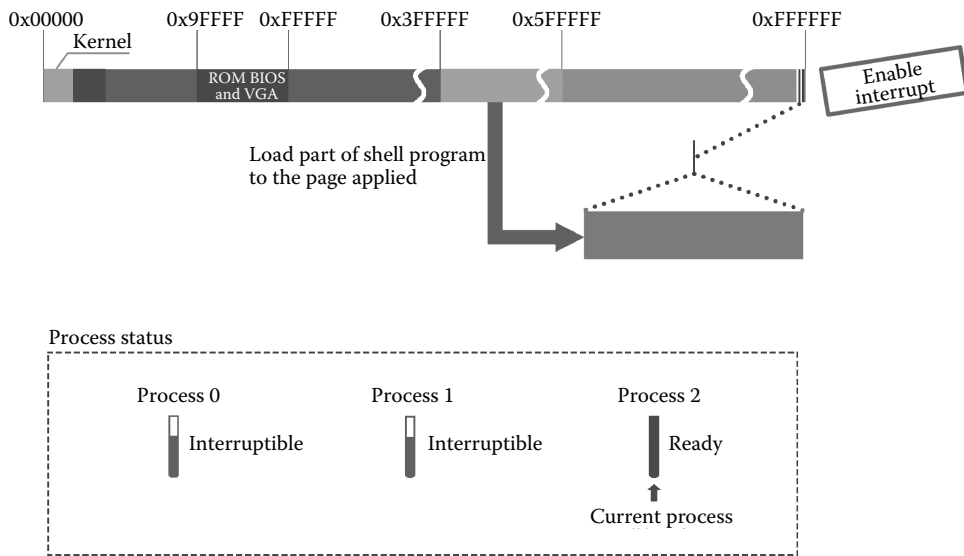 0x00000
0x9FFFF
0xFFFFF
0x3FFFFF
0x5FFFFF
0xFFFFFF
Kernel
ROM BIOS
and VGA
Enable
interrupt
Load part of shell program
to the page applied
Process status
Process 0
Process 1
Process 2
Interruptible
Interruptible
Ready
Current process